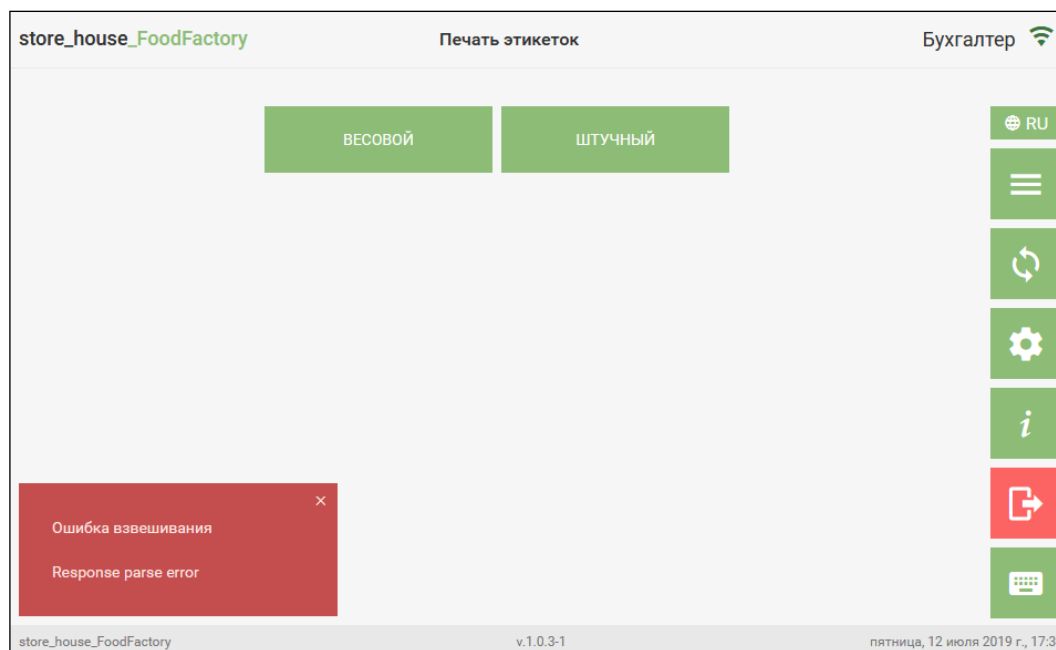 store_house_FoodFactory Печать этикеток Бухгалтер
ВЕСОВОЙ ШТУЧНЫЙ RU
i
×
Ошибка взвешивания
Response parse error
store_house_FoodFactory v.1.0.3-1 пятница, 12 июля 2019 г., 17:3